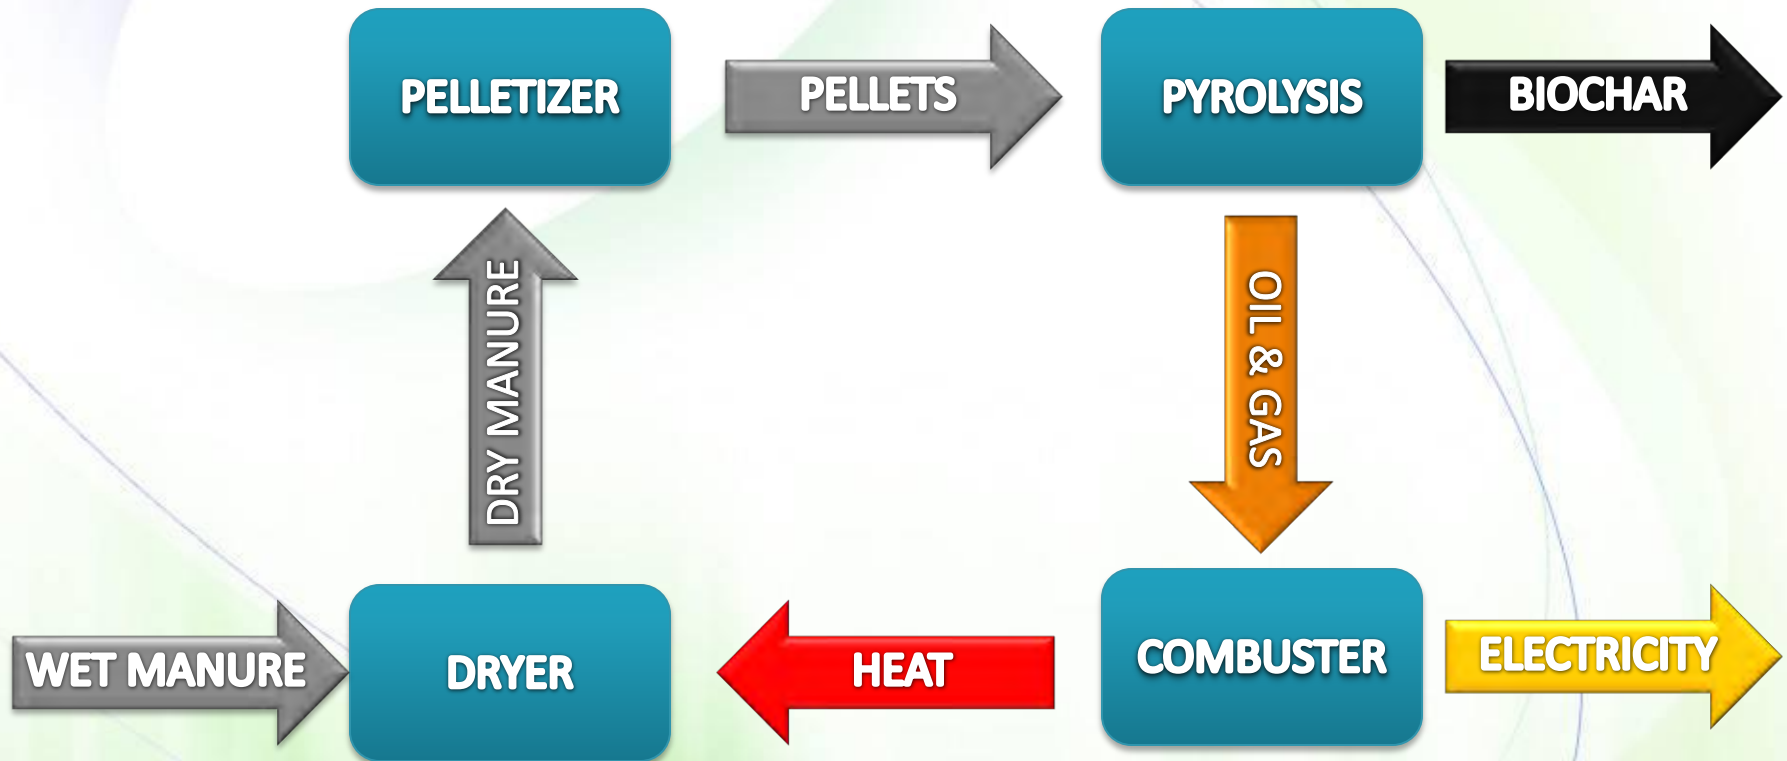 PELLETIZER
PELLETS
PYROLYSIS
BIOCHAR
DRY MANURE
OIL & GAS
WET MANURE
DRYER
HEAT
COMBUSTER
ELECTRICITY